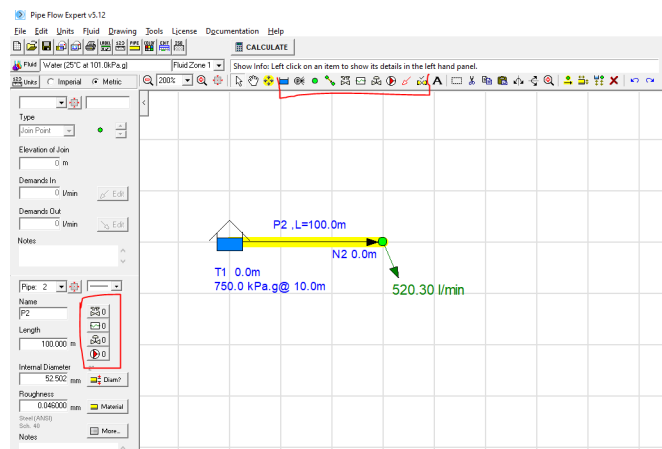 Pipe Flow Expert v5.12
File Edit Units Fluid Drawing Tools License Documentation Help
CALCULATE
Fluid Water (25°C at 101.0kPa.g) Fluid Zone 1 Show Info: Left click on an item to show its details in the left hand panel.
Units Imperial Metric 200% A
Type
Join Point
Elevation of Join
0 m
Demands In
0 l/min Edit
Demands Out
0 l/min Edit
Notes
P2 ,L=100.0m
N2 0.0m
T1 0.0m
750.0 kPa.g@ 10.0m
520.30 l/min
Pipe: 2
Name
P2
0
Length
0
100.000 m
0
0
Internal Diameter
52.502 mm Diam?
Roughness
0.046000 mm Material
Steel (ANSI)
Sch. 40
More...
Notes